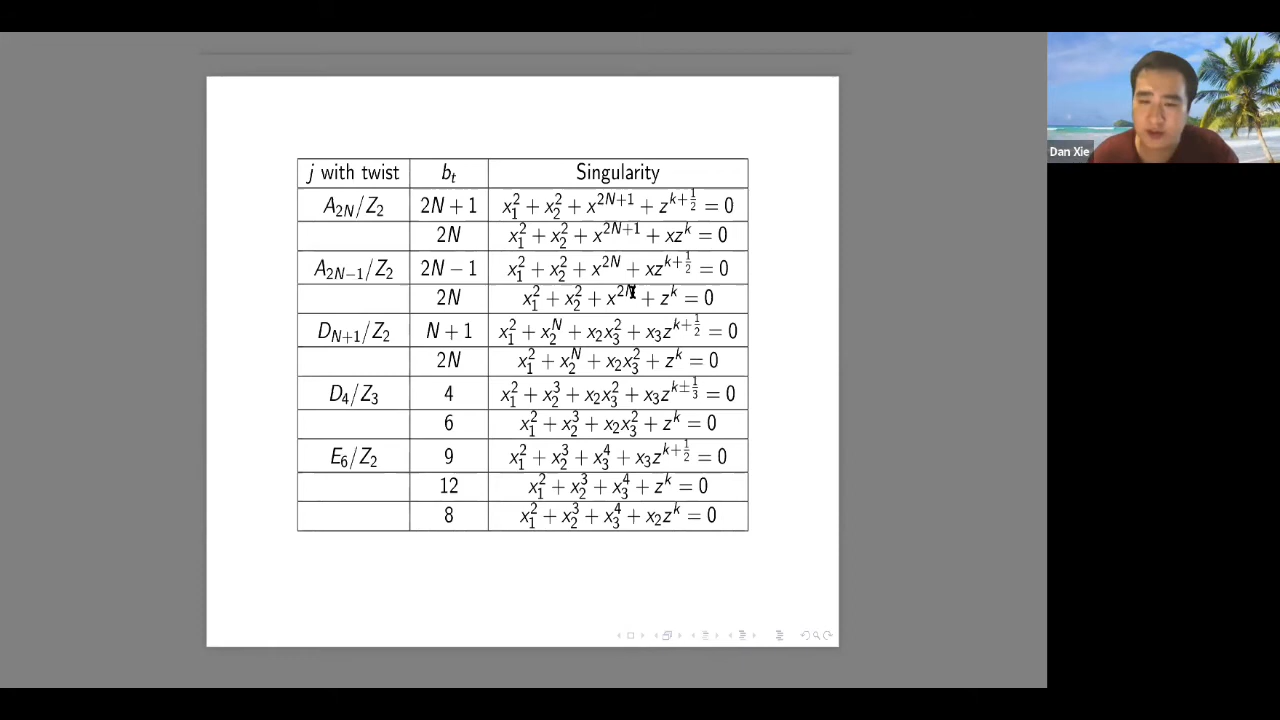 j with twist b_t Singularity
A_{2N}/Z_2 2N + 1 x_1^2 + x_2^2 + x^{2N+1} + z^{k+\frac{1}{2}} = 0
2N x_1^2 + x_2^2 + x^{2N+1} + xz^k = 0
A_{2N−1}/Z_2 2N − 1 x_1^2 + x_2^2 + x^{2N} + xz^{k+\frac{1}{2}} = 0
2N x_1^2 + x_2^2 + x^{2N} + z^k = 0
D_{N+1}/Z_2 N + 1 x_1^2 + x_2^N + x_2x_3^2 + x_3z^{k+\frac{1}{2}} = 0
2N x_1^2 + x_2^N + x_2x_3^2 + z^k = 0
D_4/Z_3 4 x_1^2 + x_2^3 + x_2x_3^2 + x_3z^{k±\frac{1}{3}} = 0
6 x_1^2 + x_2^3 + x_2x_3^2 + z^k = 0
E_6/Z_2 9 x_1^2 + x_2^3 + x_3^4 + x_3z^{k+\frac{1}{2}} = 0
12 x_1^2 + x_2^3 + x_3^4 + z^k = 0
8 x_1^2 + x_2^3 + x_3^4 + x_2z^k = 0
Dan Xie